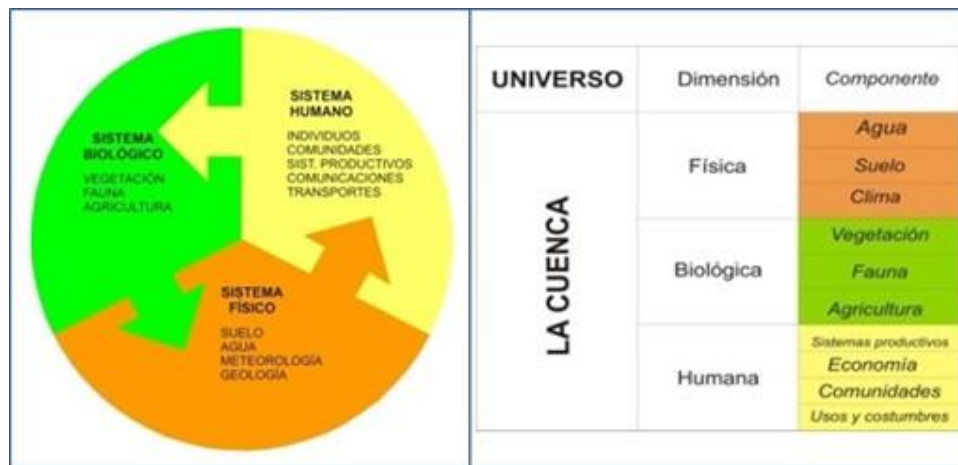 SISTEMA
BIOLÓGICO
VEGETACIÓN
FAUNA
AGRICULTURA
SISTEMA
HUMANO
INDIVIDUOS
COMUNIDADES
SIST. PRODUCTIVOS
COMUNICACIONES
TRANSPORTES
SISTEMA
FÍSICO
SUELO
AGUA
METEOROLOGÍA
GEOLOGÍA
UNIVERSO Dimensión Componente
LA CUENCA
Física
Agua
Suelo
Clima
Biológica
Vegetación
Fauna
Agricultura
Humana
Sistemas productivos
Economía
Comunidades
Usos y costumbres